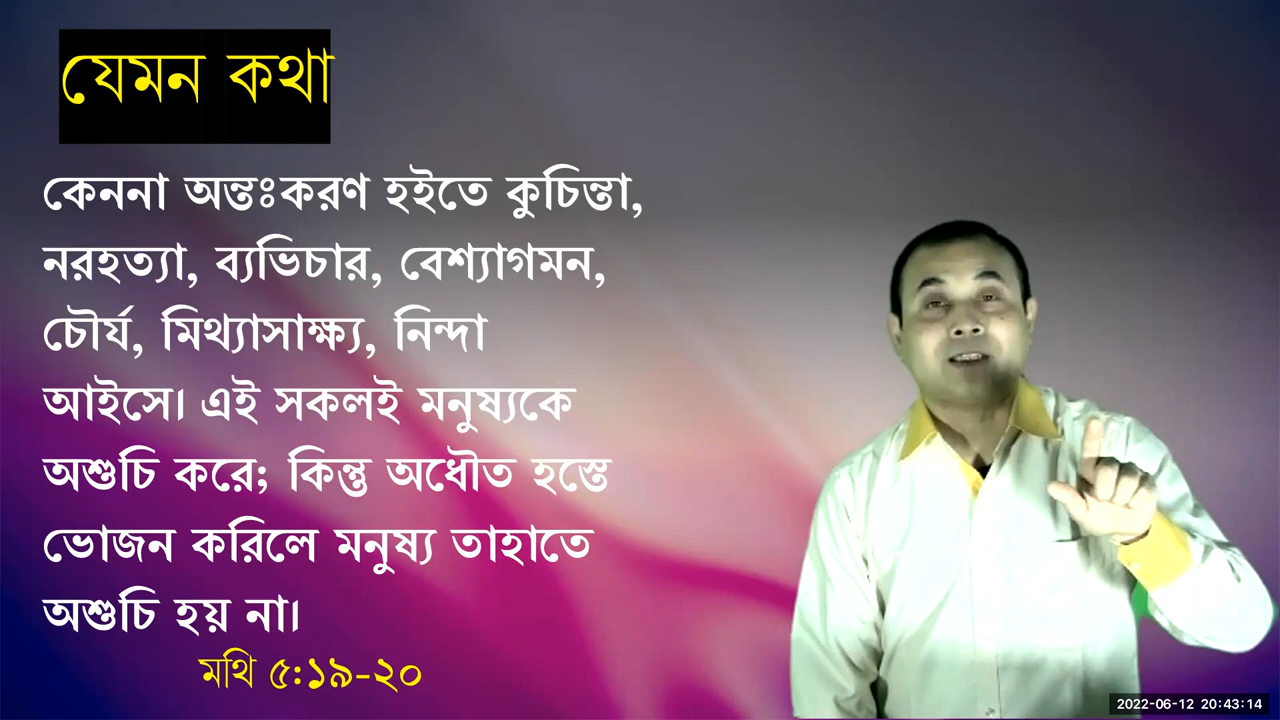 যেমন কথা
কেননা অন্তঃকরণ হইতে কুচিন্তা,
নরহত্যা, ব্যভিচার, বেশ্যাগমন,
চৌর্য, মিথ্যাসাক্ষ্য, নিন্দা
আইসে। এই সকলই মনুষ্যকে
অশুচি করে; কিন্তু অধৌত হস্তে
ভোজন করিলে মনুষ্য তাহাতে
অশুচি হয় না।
মথি ৫:১৯-২০
2022-06-12 20:43:14